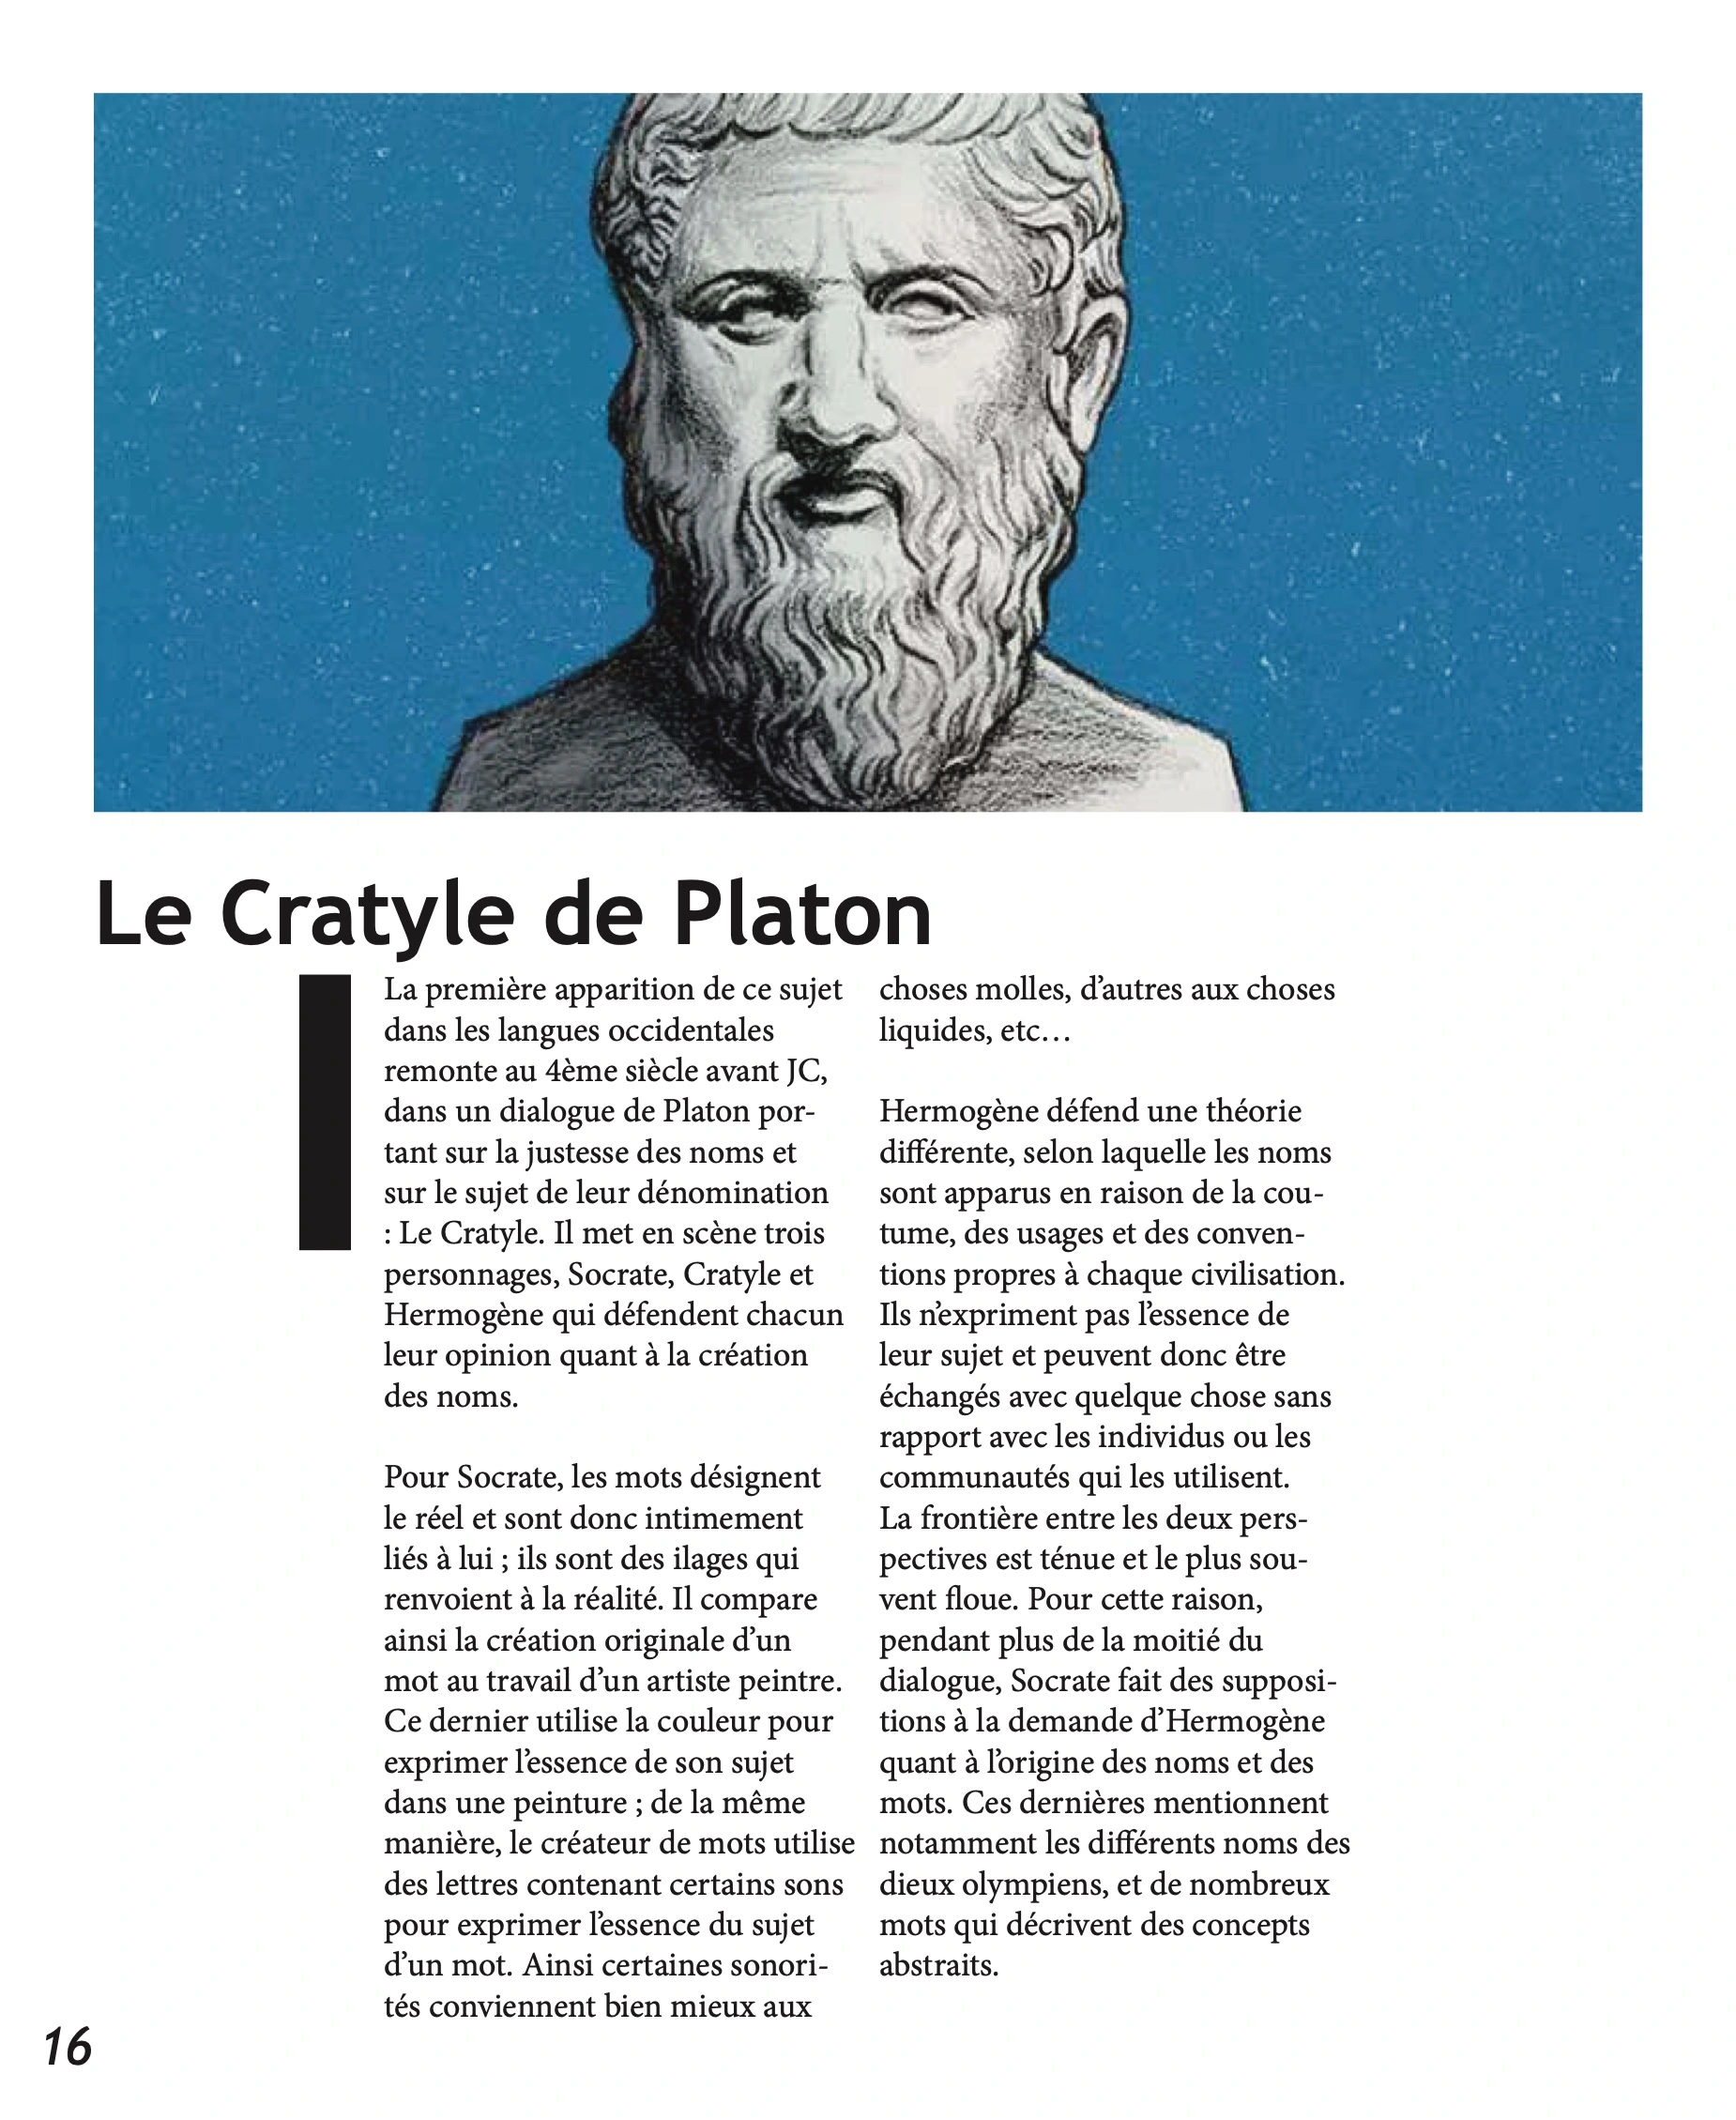 Le Cratyle de Platon
La première apparition de ce sujet
dans les langues occidentales
remonte au 4ème siècle avant JC,
dans un dialogue de Platon por-
tant sur la justesse des noms et
sur le sujet de leur dénomination
: Le Cratyle. Il met en scène trois
personnages, Socrate, Cratyle et
Hermogène qui défendent chacun
leur opinion quant à la création
des noms.

Pour Socrate, les mots désignent
le réel et sont donc intimement
liés à lui ; ils sont des ilages qui
renvoient à la réalité. Il compare
ainsi la création originale d’un
mot au travail d’un artiste peintre.
Ce dernier utilise la couleur pour
exprimer l’essence de son sujet
dans une peinture ; de la même
manière, le créateur de mots utilise
des lettres contenant certains sons
pour exprimer l’essence du sujet
d’un mot. Ainsi certaines sonori-
tés conviennent bien mieux aux
choses molles, d’autres aux choses
liquides, etc…

Hermogène défend une théorie
différente, selon laquelle les noms
sont apparus en raison de la cou-
tume, des usages et des conven-
tions propres à chaque civilisation.
Ils n’expriment pas l’essence de
leur sujet et peuvent donc être
échangés avec quelque chose sans
rapport avec les individus ou les
communautés qui les utilisent.
La frontière entre les deux pers-
pectives est ténue et le plus sou-
vent floue. Pour cette raison,
pendant plus de la moitié du
dialogue, Socrate fait des supposi-
tions à la demande d’Hermogène
quant à l’origine des noms et des
mots. Ces dernières mentionnent
notamment les différents noms des
dieux olympiens, et de nombreux
mots qui décrivent des concepts
abstraits.
16